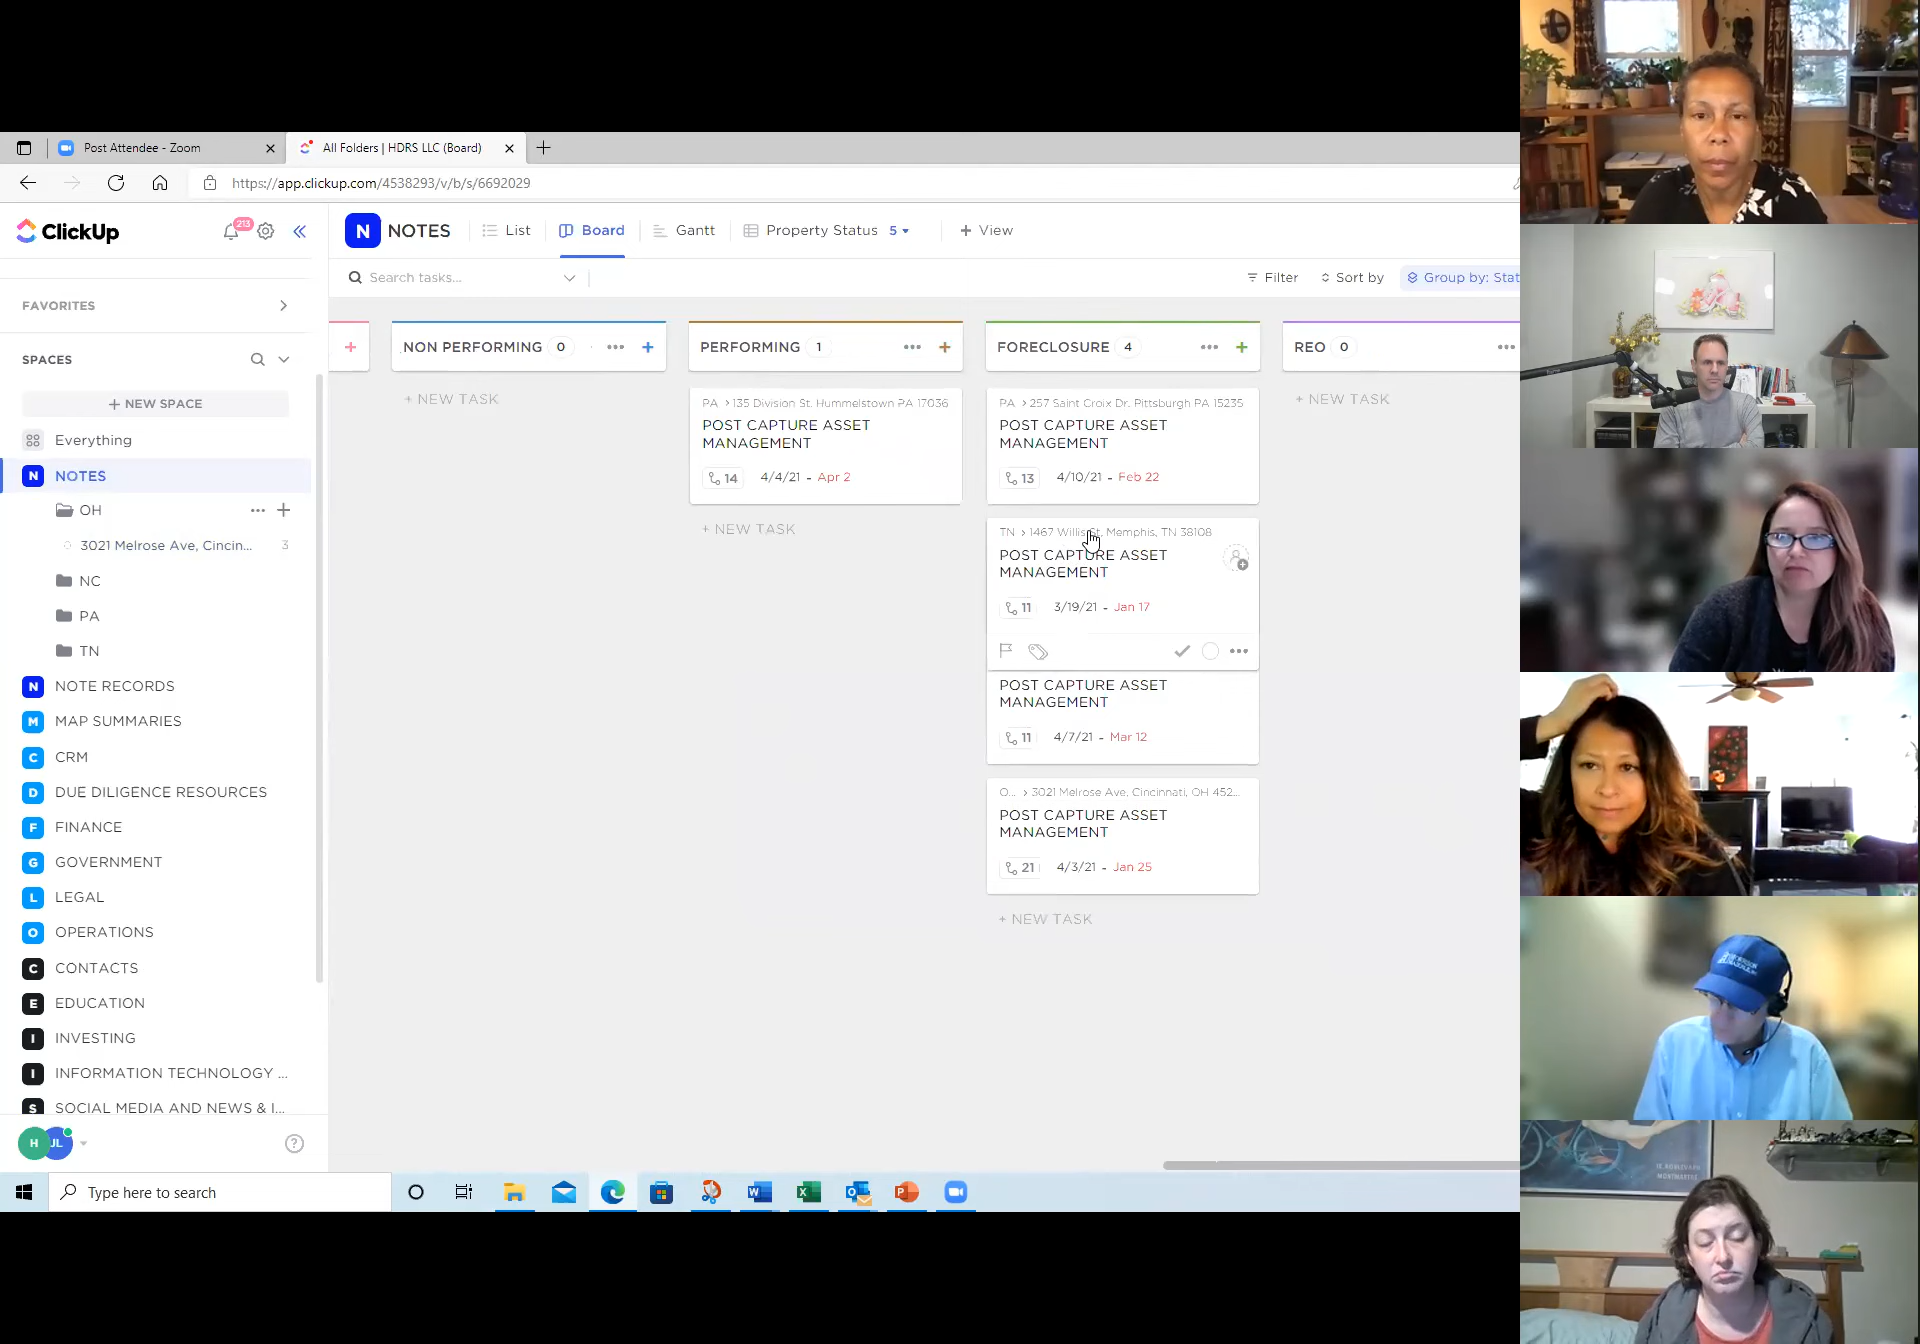 Post Attendee - Zoom
All Folders | HDRS LLC (Board)
https://app.clickup.com/4538293/v/b/s/6692029
ClickUp
213
N NOTES
List
Board
Gantt
Property Status 5
+ View
Search tasks...
Filter
Sort by
Group by: Stat
FAVORITES
SPACES
+ NEW SPACE
Everything
N NOTES
OH
3021 Melrose Ave, Cincin... 3
NC
PA
TN
N NOTE RECORDS
M MAP SUMMARIES
C CRM
D DUE DILIGENCE RESOURCES
F FINANCE
G GOVERNMENT
L LEGAL
O OPERATIONS
C CONTACTS
E EDUCATION
I INVESTING
I INFORMATION TECHNOLOGY ...
S SOCIAL MEDIA AND NEWS & I...
H JL
NON PERFORMING 0
+ NEW TASK
PERFORMING 1
PA > 135 Division St. Hummelstown PA 17036
POST CAPTURE ASSET
MANAGEMENT
14 4/4/21 - Apr 2
+ NEW TASK
FORECLOSURE 4
PA > 257 Saint Croix Dr. Pittsburgh PA 15235
POST CAPTURE ASSET
MANAGEMENT
13 4/10/21 - Feb 22
TN > 1467 Willis St, Memphis, TN 38108
POST CAPTURE ASSET
MANAGEMENT
11 3/19/21 - Jan 17
POST CAPTURE ASSET
MANAGEMENT
11 4/7/21 - Mar 12
O... > 3021 Melrose Ave, Cincinnati, OH 452...
POST CAPTURE ASSET
MANAGEMENT
21 4/3/21 - Jan 25
+ NEW TASK
REO 0
+ NEW TASK
Type here to search